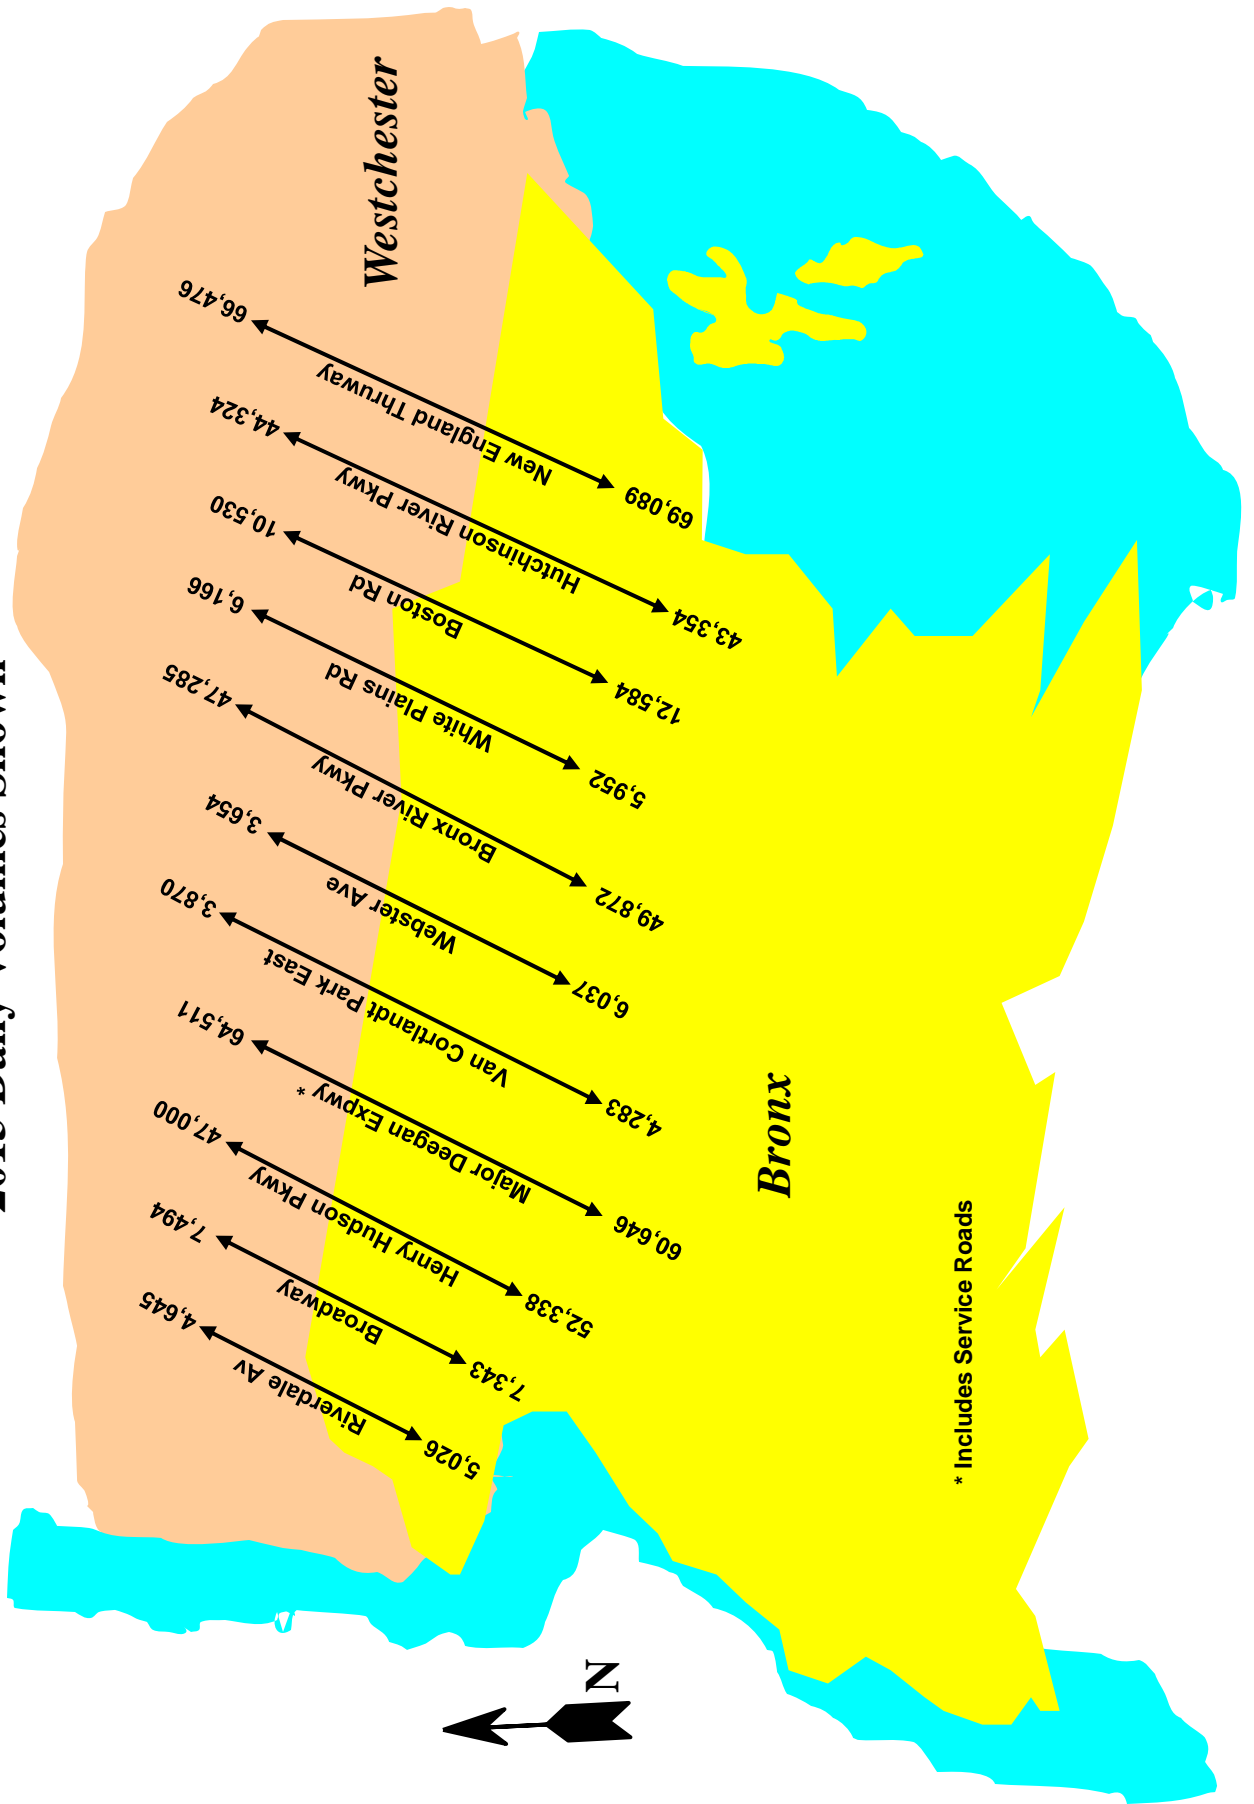 Daily Volumes Shown
Westchester
66,476
New England Thruway
69,089
44,324
Hutchinson River Pkwy
43,354
10,530
Boston Rd
12,584
6,166
White Plains Rd
5,952
47,285
Bronx River Pkwy
49,872
3,654
Webster Ave
6,037
3,870
Van Cortlandt Park East
4,283
64,511
Major Deegan Expwy *
60,646
47,000
Henry Hudson Pkwy
52,338
7,494
Broadway
7,343
4,645
Riverdale Av
5,026
Bronx
* Includes Service Roads
N